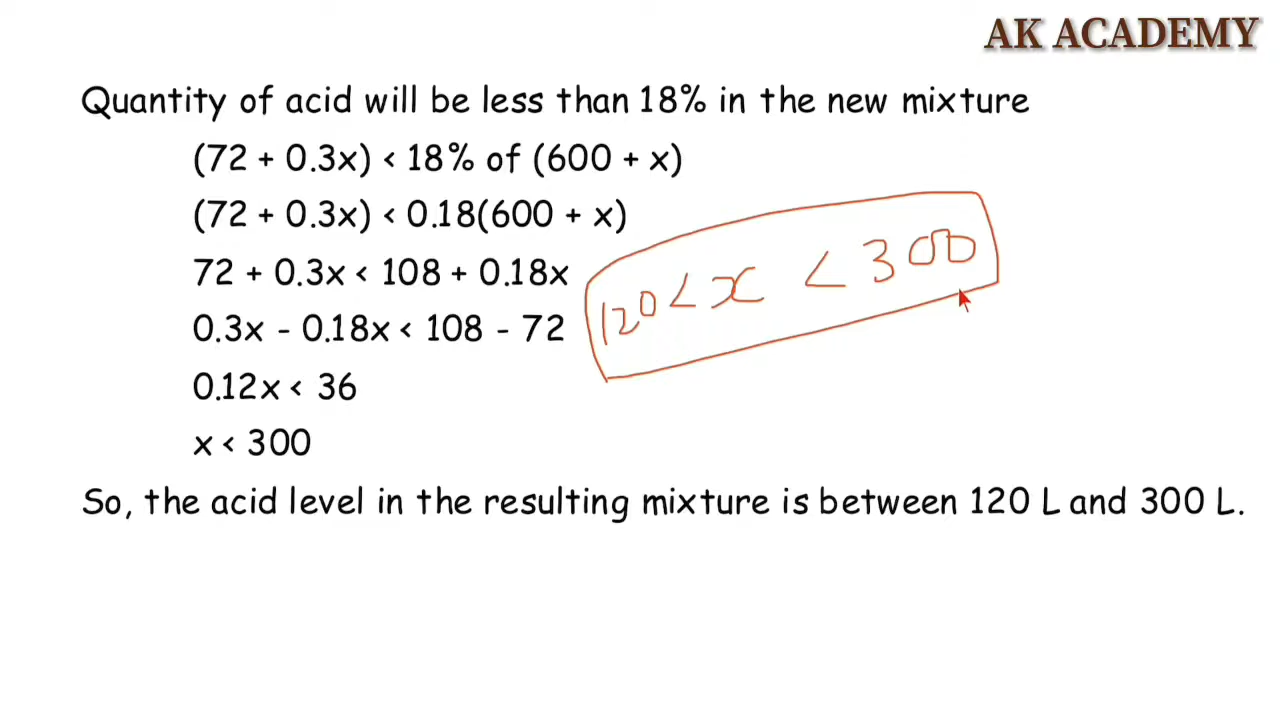 AK ACADEMY
Quantity of acid will be less than 18% in the new mixture
(72 + 0.3x) < 18% of (600 + x)
(72 + 0.3x) < 0.18(600 + x)
72 + 0.3x < 108 + 0.18x
120 < x < 300
0.3x - 0.18x < 108 - 72
0.12x < 36
x < 300
So, the acid level in the resulting mixture is between 120 L and 300 L.